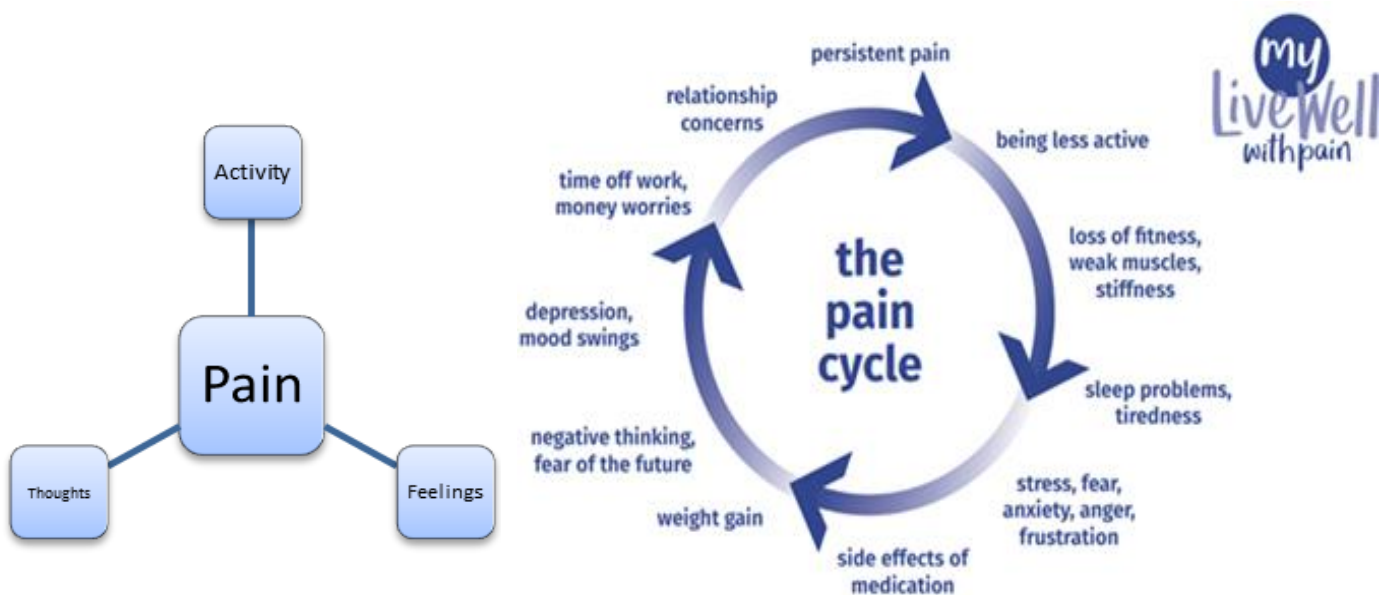 Activity
Pain
Thoughts
Feelings
my
LiveWell
with pain
persistent pain
being less active
loss of fitness,
weak muscles,
stiffness
sleep problems,
tiredness
stress, fear,
anxiety, anger,
frustration
side effects of
medication
weight gain
negative thinking,
fear of the future
depression,
mood swings
time off work,
money worries
relationship
concerns
the
pain
cycle